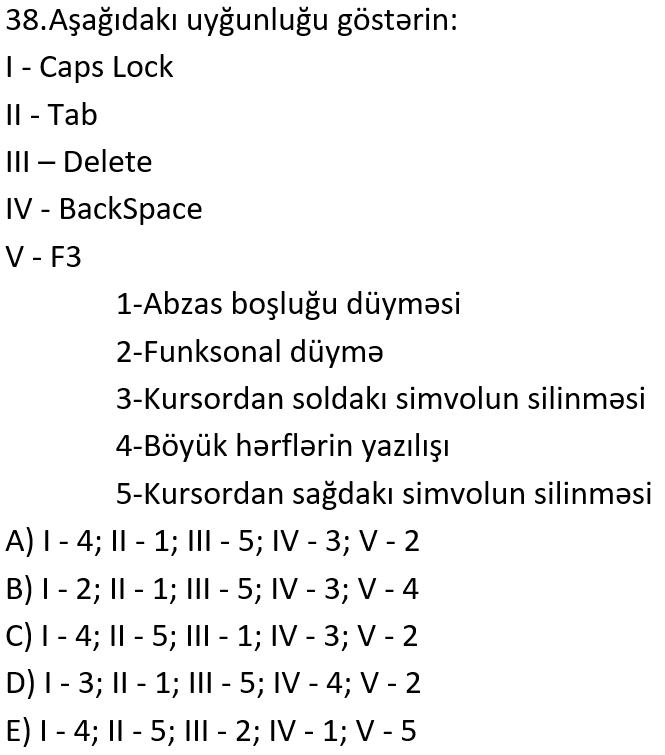 38.Aşağıdakı uyğunluğu göstərin:
I - Caps Lock
II - Tab
III – Delete
IV - BackSpace
V - F3
1-Abzas boşluğu düyməsi
2-Funksonal düymə
3-Kursordan soldakı simvolun silinməsi
4-Böyük hərflərin yazılışı
5-Kursordan sağdakı simvolun silinməsi
A) I - 4; II - 1; III - 5; IV - 3; V - 2
B) I - 2; II - 1; III - 5; IV - 3; V - 4
C) I - 4; II - 5; III - 1; IV - 3; V - 2
D) I - 3; II - 1; III - 5; IV - 4; V - 2
E) I - 4; II - 5; III - 2; IV - 1; V - 5